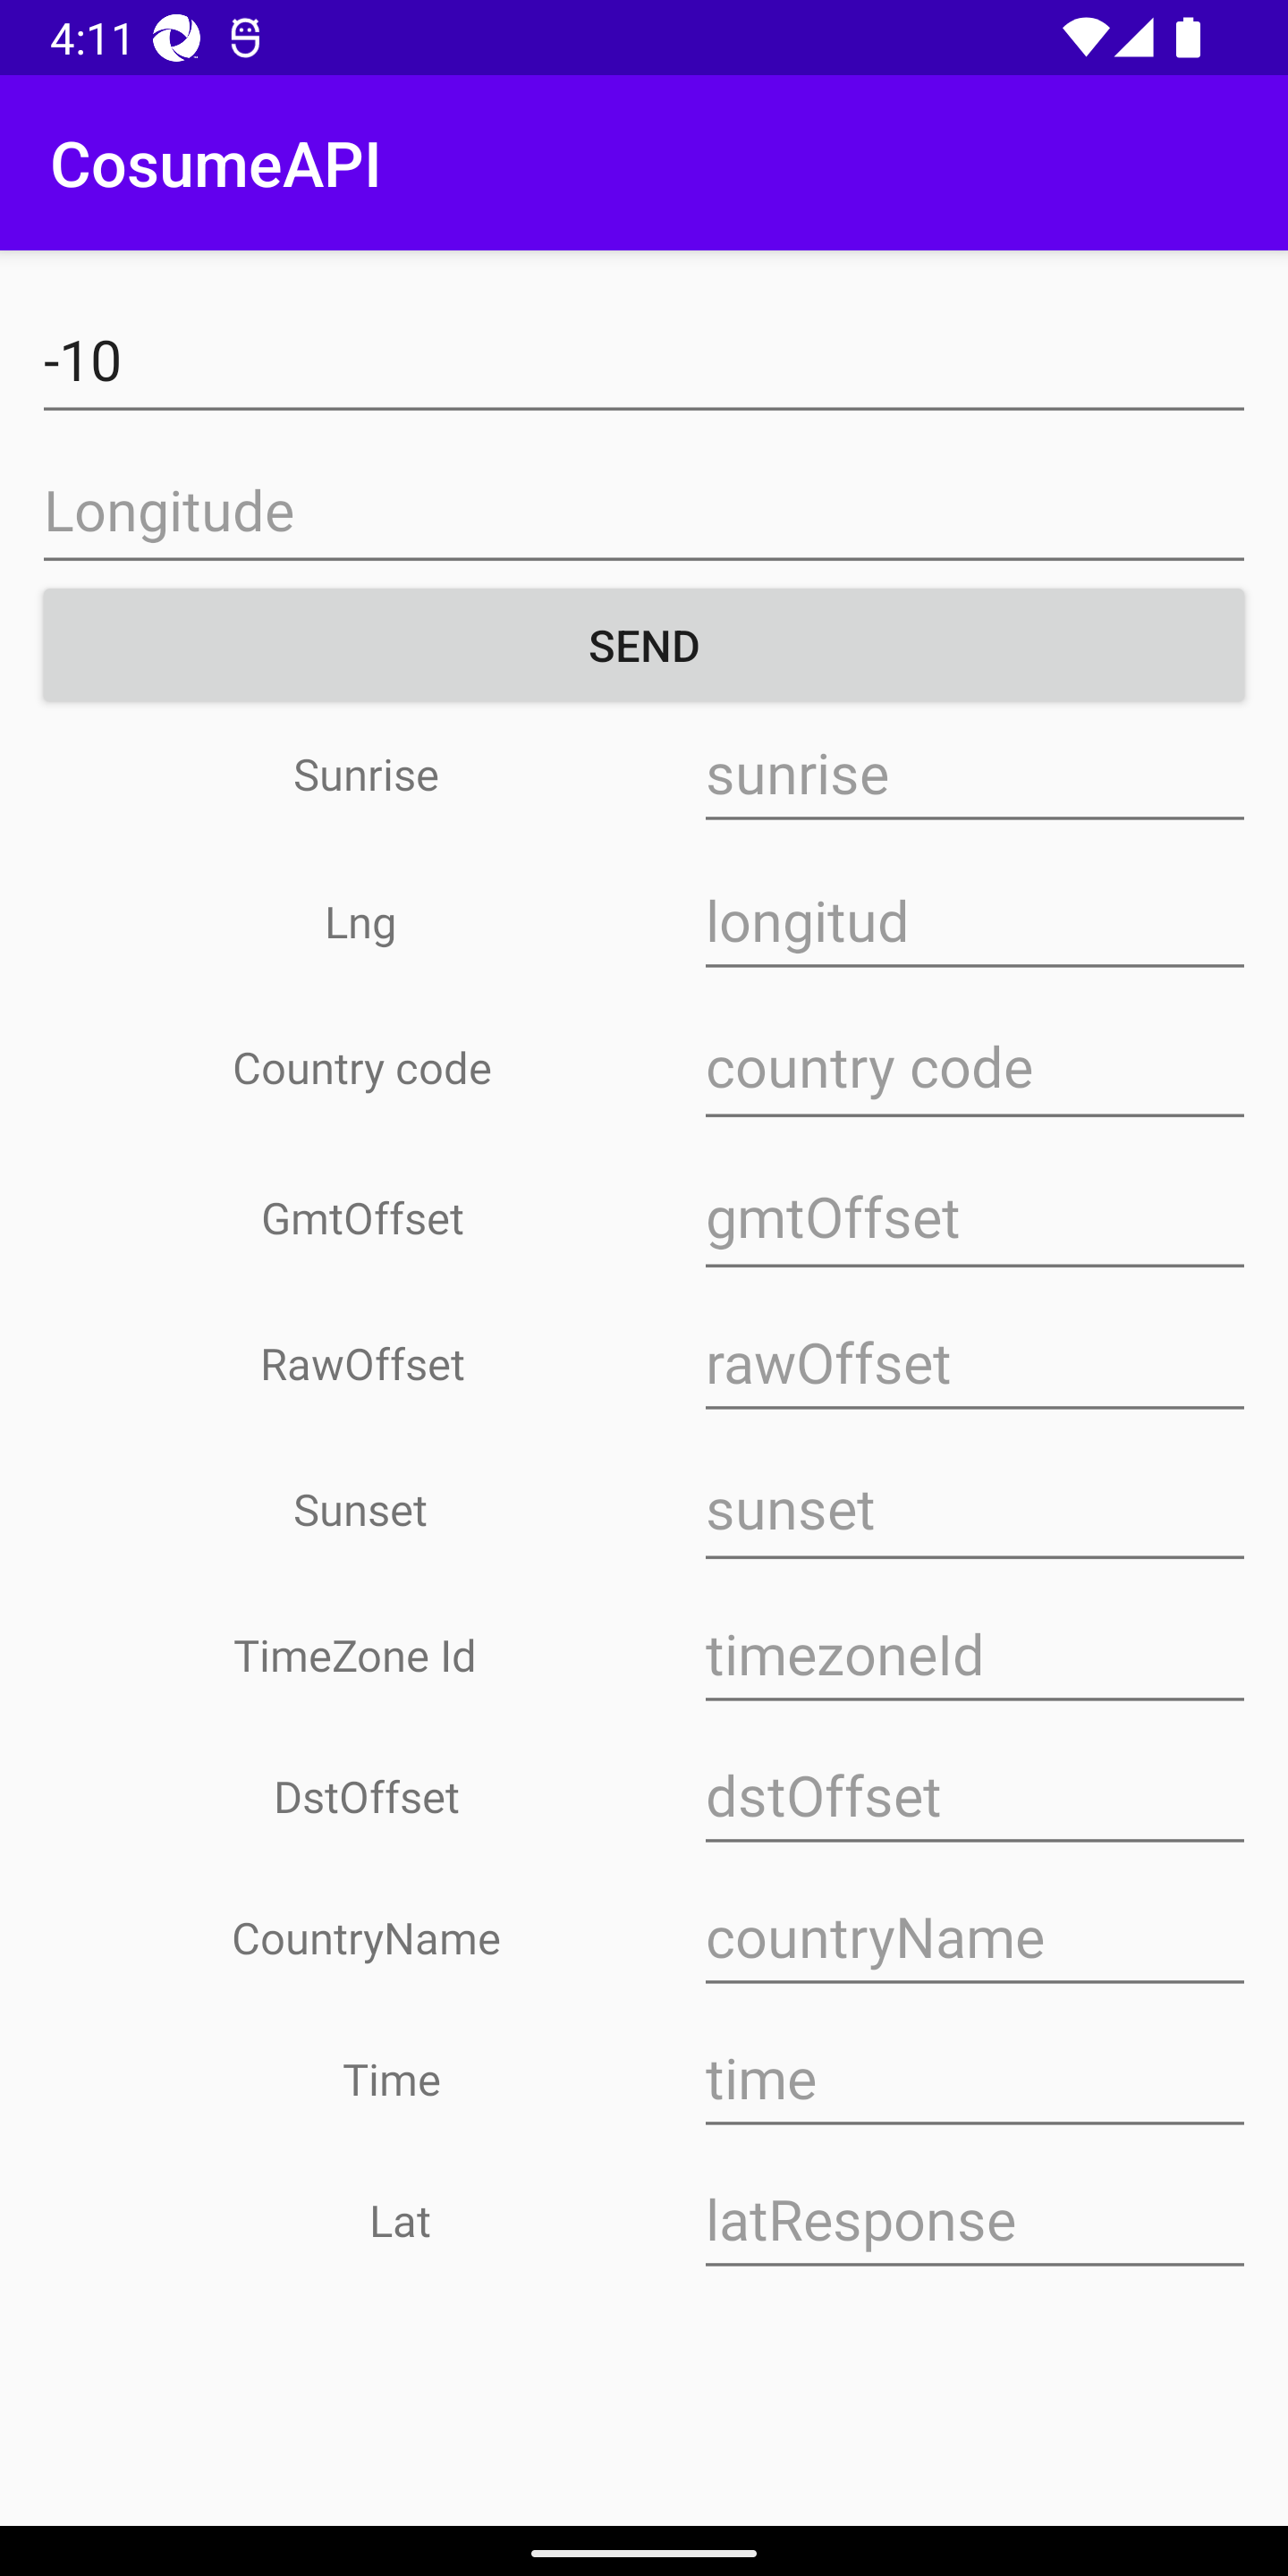 4:11
CosumeAPI
-10
Longitude
SEND
Sunrise sunrise
Lng longitud
Country code country code
GmtOffset gmtOffset
RawOffset rawOffset
Sunset sunset
TimeZone Id timezoneId
DstOffset dstOffset
CountryName countryName
Time time
Lat latResponse